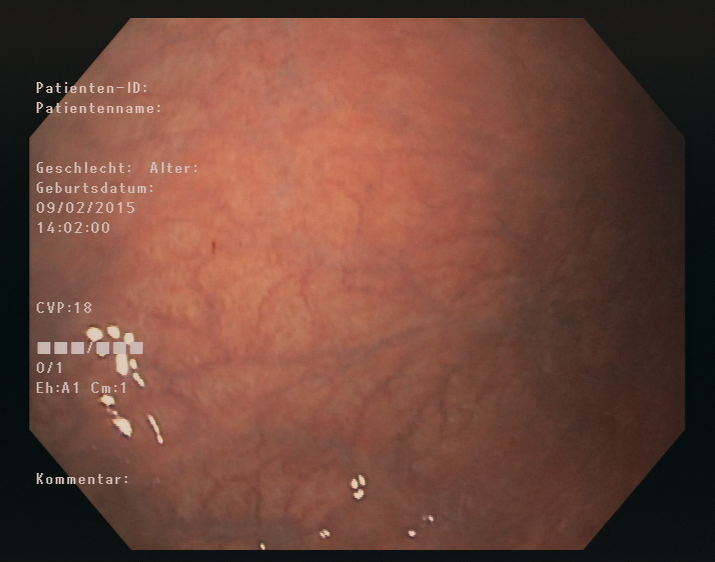 Patienten-ID:
Patientenname:
Geschlecht: Alter:
Geburtsdatum:
09/02/2015
14:02:00
CVP:18
■■■/■■■
0/1
Eh:A1 Cm:1
Kommentar: